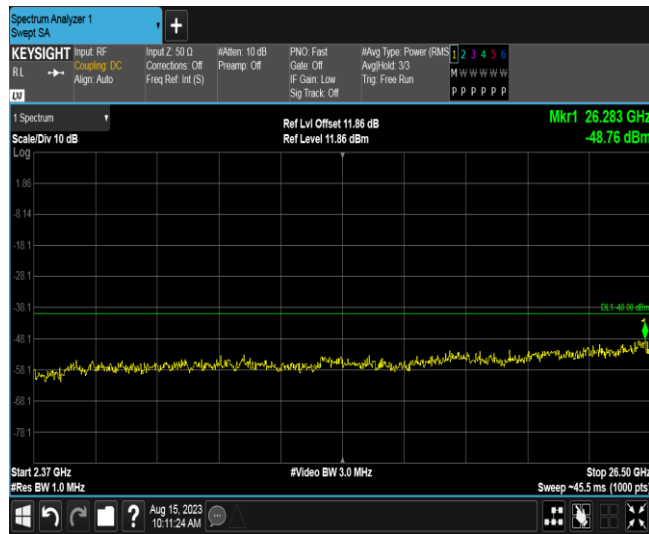 Spectrum Analyzer 1
Swept SA
+
KEYSIGHT Input: RF Input Z: 50 Ω #Atten: 10 dB PNO: Fast #Avg Type: Power (RMS 1 2 3 4 5 6
RL Coupling: DC Corrections: Off Preamp: Off Gate: Off Avg|Hold: 3/3 M W W W W W
Align: Auto Freq Ref: Int (S) IF Gain: Low Trig: Free Run
LXI Sig Track: Off P P P P P P
1 Spectrum Ref Lvl Offset 11.86 dB Mkr1 26.283 GHz
Scale/Div 10 dB Ref Level 11.86 dBm -48.76 dBm
Log
1.86
-8.14
-18.1
-28.1
-38.1 DL1 -40.00 dBm
1
-48.1
-58.1
-68.1
-78.1
Start 2.37 GHz #Video BW 3.0 MHz Stop 26.50 GHz
#Res BW 1.0 MHz Sweep ~45.5 ms (1000 pts)
? Aug 15, 2023
10:11:24 AM